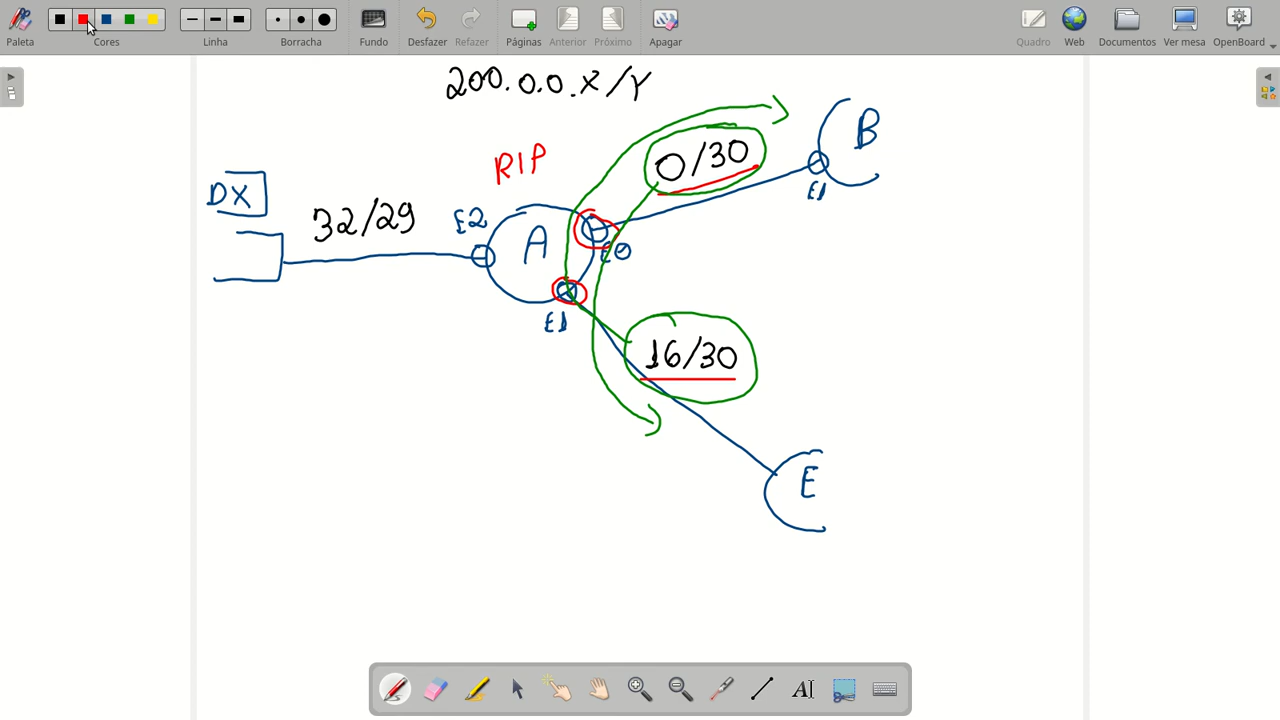 Paleta Cores Linha Borracha Fundo Desfazer Refazer Páginas Anterior Próximo Apagar Quadro Web Documentos Ver mesa OpenBoard
200.0.0.X/Y
B
RIP
0/30
E1
DX
32/29
E2
A
E0
E1
16/30
E
AI